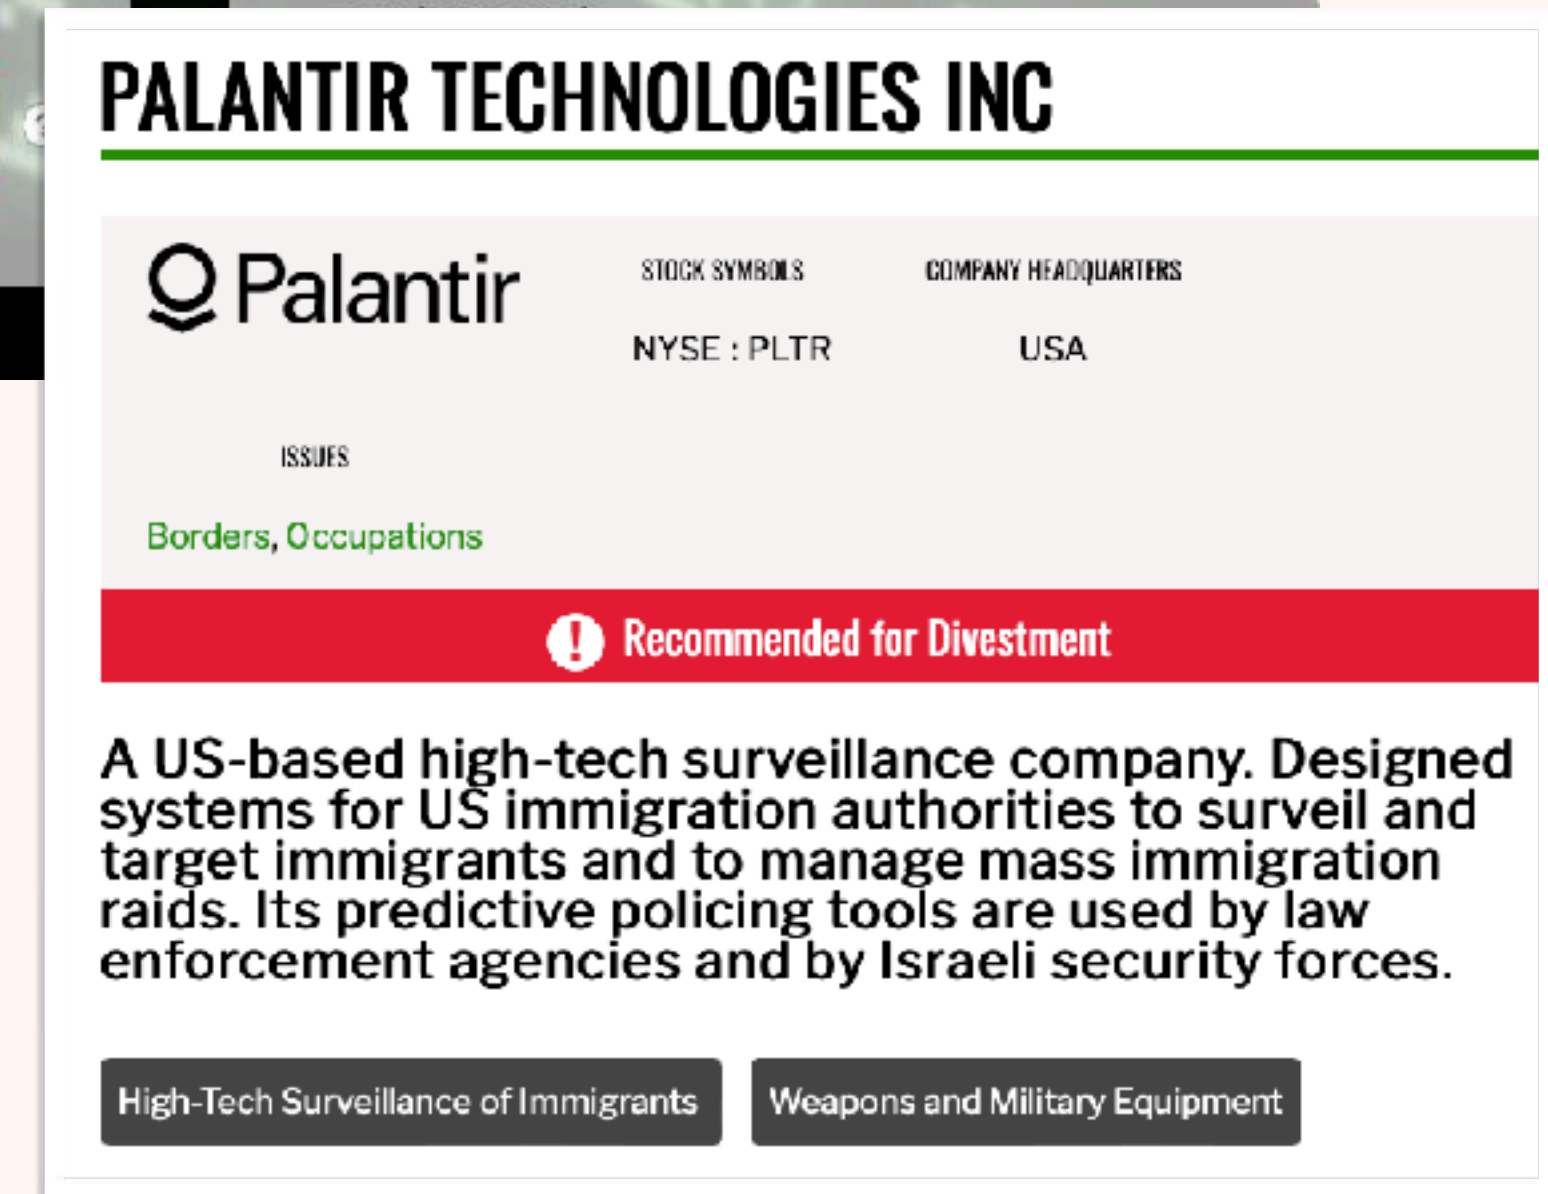 PALANTIR TECHNOLOGIES INC
Palantir
STOCK SYMBOLS
COMPANY HEADQUARTERS
NYSE : PLTR
USA
ISSUES
Borders, Occupations
! Recommended for Divestment
A US-based high-tech surveillance company. Designed
systems for US immigration authorities to surveil and
target immigrants and to manage mass immigration
raids. Its predictive policing tools are used by law
enforcement agencies and by Israeli security forces.
High-Tech Surveillance of Immigrants
Weapons and Military Equipment